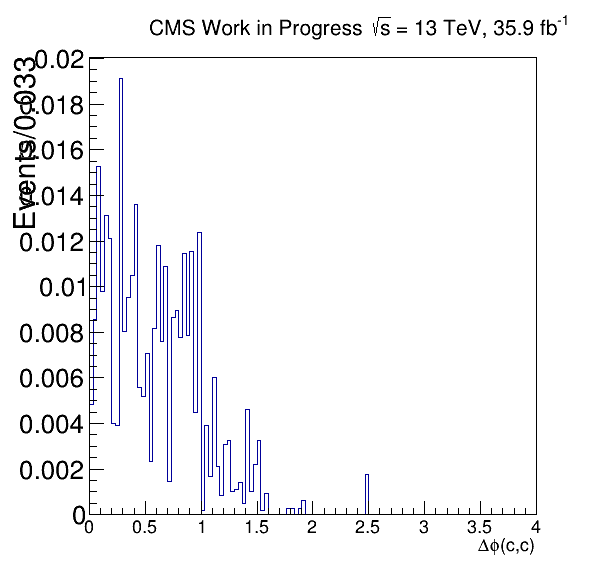 CMS Work in Progress √s = 13 TeV, 35.9 fb⁻¹
Events/0.033
0.02
0.018
0.016
0.014
0.012
0.01
0.008
0.006
0.004
0.002
0
0 0.5 1 1.5 2 2.5 3 3.5 4
Δϕ(c,c)